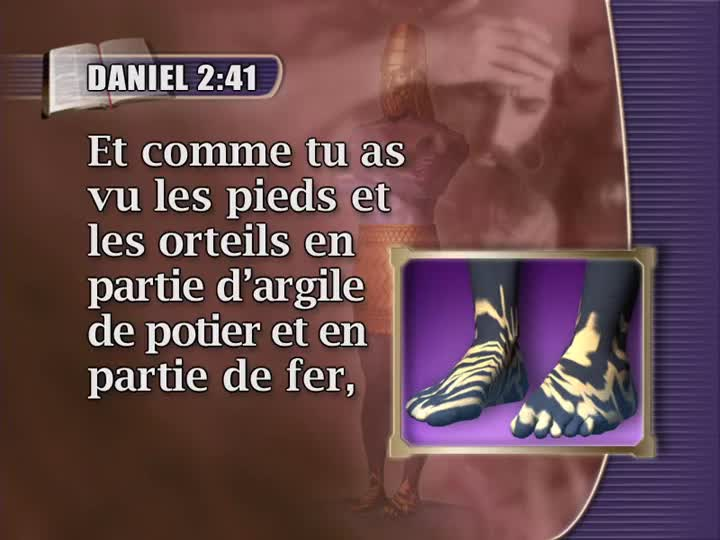 DANIEL 2:41
Et comme tu as
vu les pieds et
les orteils en
partie d’argile
de potier et en
partie de fer,